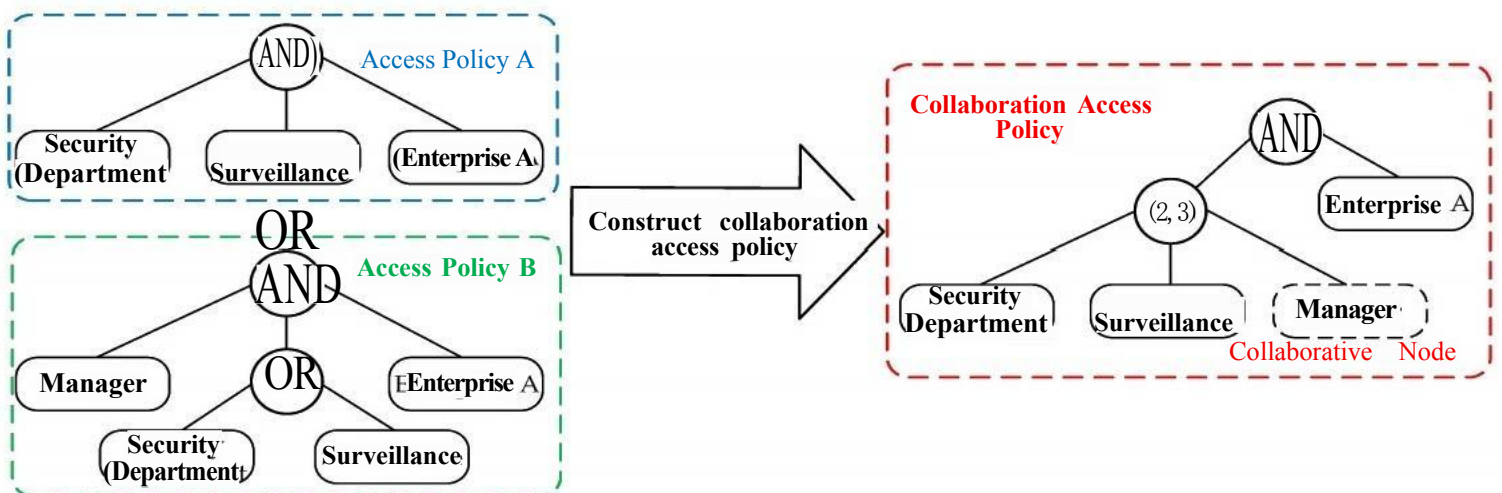 AND)
Access Policy A
Security
(Department
Surveillance
(Enterprise A
OR
AND
Access Policy B
Manager
OR
EEnterprise A
Security
(Department
Surveillance
Construct collaboration
access policy
Collaboration Access
Policy
AND
(2,3)
Enterprise A
Security
Department
Surveillance
Manager
Collaborative Node